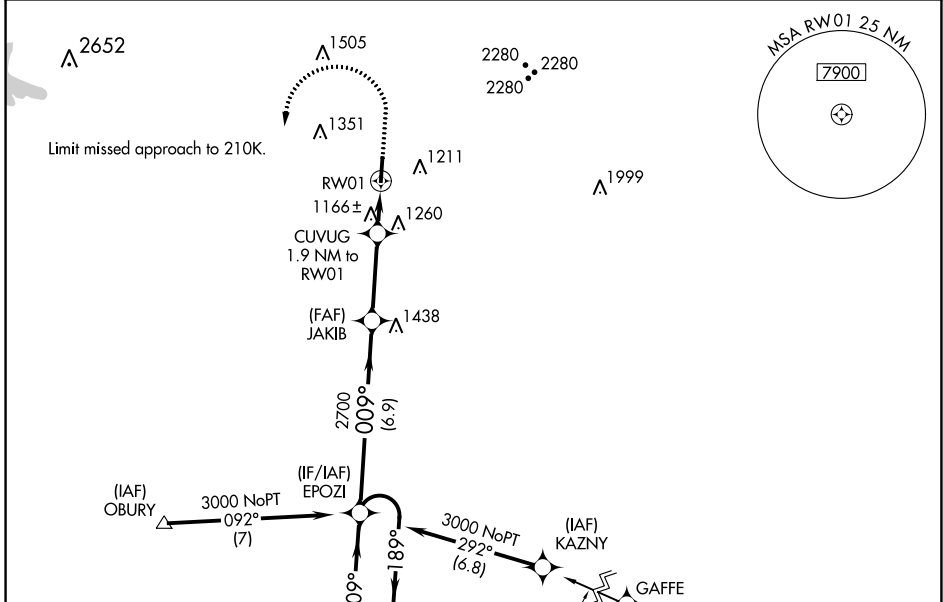 2652
1505
2280
2280
2280
MSA RW01 25 NM
7900
Limit missed approach to 210K.
1351
1211
1999
RW01
1166±
1260
CUVUG
1.9 NM to
RW01
(FAF)
JAKIB
1438
2700
009°
(6.9)
(IF/IAF)
EPOZI
(IAF)
OBURY
3000 NoPT
092°
(7)
3000 NoPT
292°
(6.8)
(IAF)
KAZNY
189°
09°
GAFFE